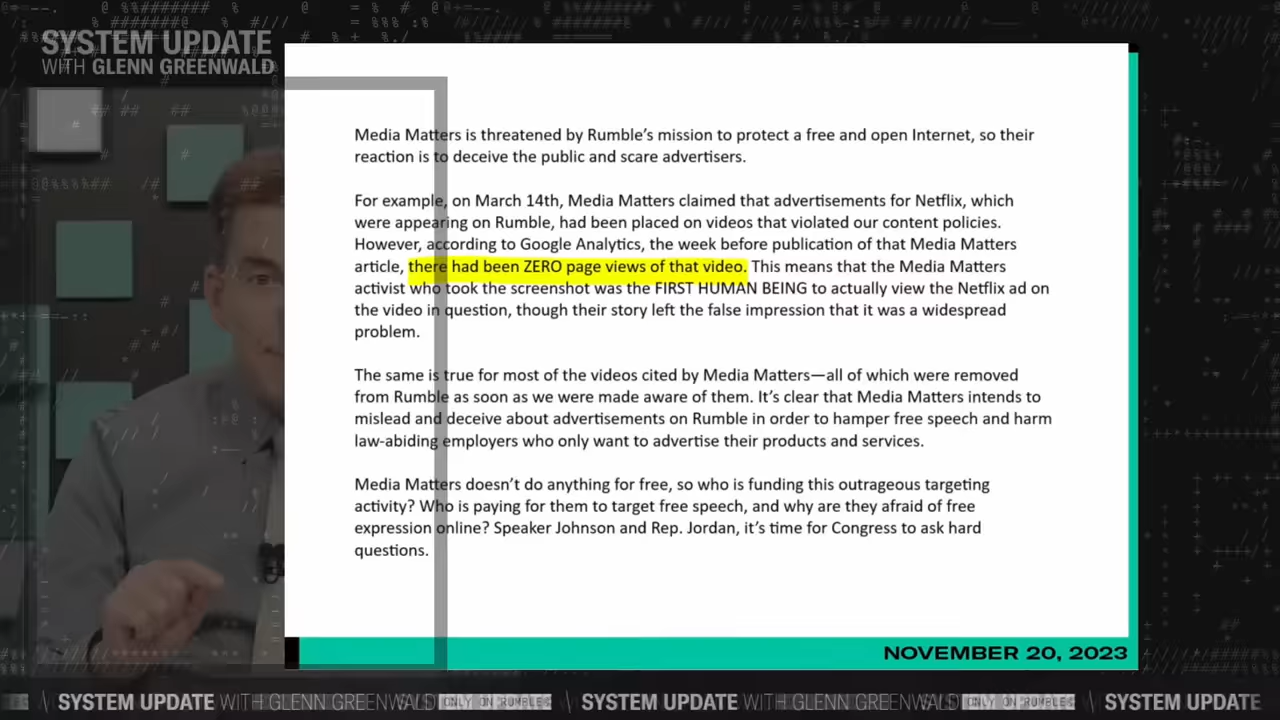 SYSTEM UPDATE
WITH GLENN GREENWALD
Media Matters is threatened by Rumble's mission to protect a free and open Internet, so their
reaction is to deceive the public and scare advertisers.
For example, on March 14th, Media Matters claimed that advertisements for Netflix, which
were appearing on Rumble, had been placed on videos that violated our content policies.
However, according to Google Analytics, the week before publication of that Media Matters
article, there had been ZERO page views of that video. This means that the Media Matters
activist who took the screenshot was the FIRST HUMAN BEING to actually view the Netflix ad on
the video in question, though their story left the false impression that it was a widespread
problem.
The same is true for most of the videos cited by Media Matters—all of which were removed
from Rumble as soon as we were made aware of them. It's clear that Media Matters intends to
mislead and deceive about advertisements on Rumble in order to hamper free speech and harm
law-abiding employers who only want to advertise their products and services.
Media Matters doesn't do anything for free, so who is funding this outrageous targeting
activity? Who is paying for them to target free speech, and why are they afraid of free
expression online? Speaker Johnson and Rep. Jordan, it's time for Congress to ask hard
questions.
NOVEMBER 20, 2023
\ SYSTEM UPDATE WITH GLENN GREENWALD ONLY ON RUMBLE \ SYSTEM UPDATE WITH GLENN GREENWALD ONLY ON RUMBLE \ SYSTEM UPDATE